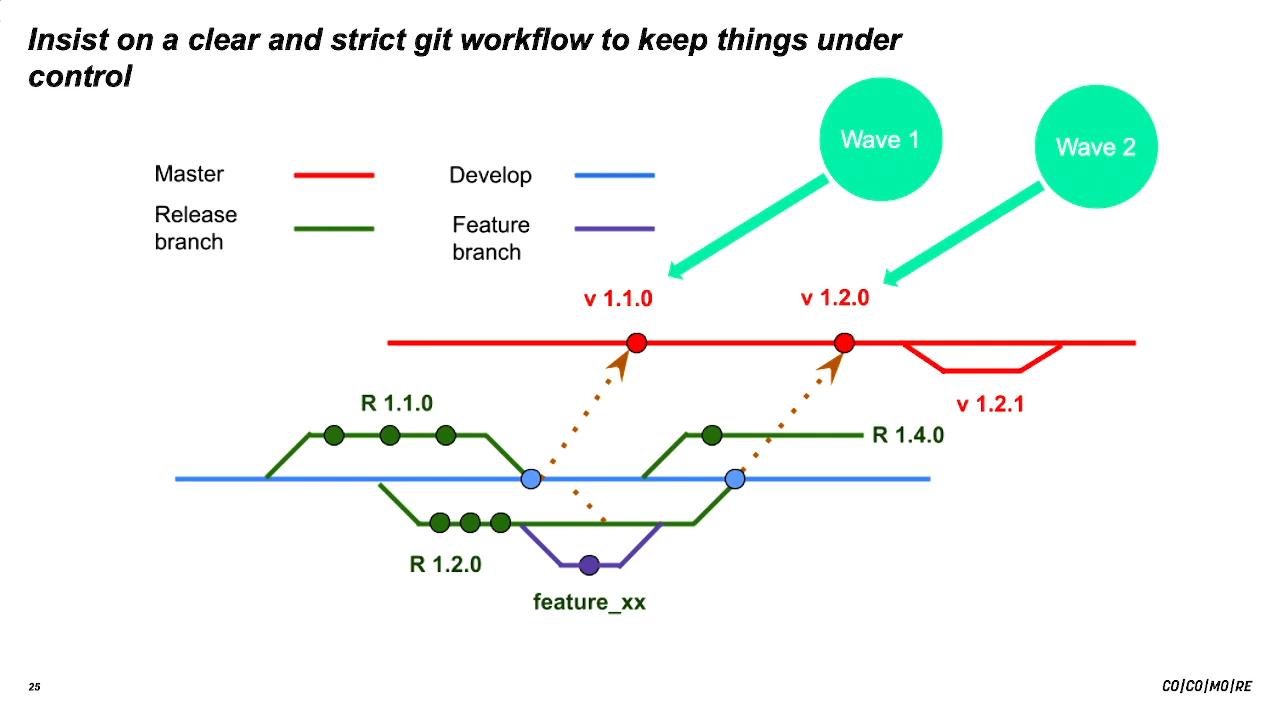 Insist on a clear and strict git workflow to keep things under
control
Wave 1
Wave 2
Master
Develop
Release
branch
Feature
branch
v 1.1.0
v 1.2.0
R 1.1.0
v 1.2.1
R 1.4.0
R 1.2.0
feature_xx
25
CO|CO|MO|RE